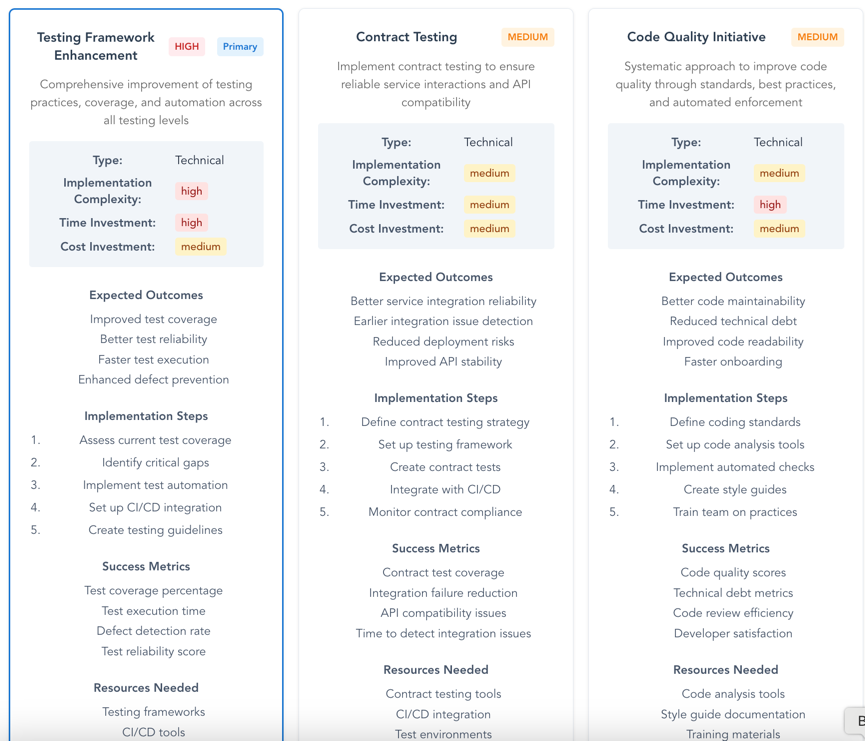 Testing Framework
Enhancement
HIGH
Primary
Comprehensive improvement of testing
practices, coverage, and automation across
all testing levels
Type: Technical
Implementation
Complexity: high
Time Investment: high
Cost Investment: medium
Expected Outcomes
Improved test coverage
Better test reliability
Faster test execution
Enhanced defect prevention
Implementation Steps
1. Assess current test coverage
2. Identify critical gaps
3. Implement test automation
4. Set up CI/CD integration
5. Create testing guidelines
Success Metrics
Test coverage percentage
Test execution time
Defect detection rate
Test reliability score
Resources Needed
Testing frameworks
CI/CD tools
Contract Testing
MEDIUM
Implement contract testing to ensure
reliable service interactions and API
compatibility
Type: Technical
Implementation
Complexity: medium
Time Investment: medium
Cost Investment: medium
Expected Outcomes
Better service integration reliability
Earlier integration issue detection
Reduced deployment risks
Improved API stability
Implementation Steps
1. Define contract testing strategy
2. Set up testing framework
3. Create contract tests
4. Integrate with CI/CD
5. Monitor contract compliance
Success Metrics
Contract test coverage
Integration failure reduction
API compatibility issues
Time to detect integration issues
Resources Needed
Contract testing tools
CI/CD integration
Test environments
Code Quality Initiative
MEDIUM
Systematic approach to improve code
quality through standards, best practices,
and automated enforcement
Type: Technical
Implementation
Complexity: medium
Time Investment: high
Cost Investment: medium
Expected Outcomes
Better code maintainability
Reduced technical debt
Improved code readability
Faster onboarding
Implementation Steps
1. Define coding standards
2. Set up code analysis tools
3. Implement automated checks
4. Create style guides
5. Train team on practices
Success Metrics
Code quality scores
Technical debt metrics
Code review efficiency
Developer satisfaction
Resources Needed
Code analysis tools
Style guide documentation
Training materials